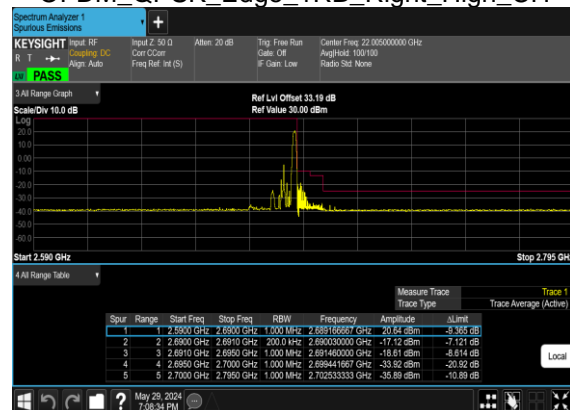 OFDM_QPSK_Edge_1RB_Right_High_CH
Spectrum Analyzer 1
Spurious Emissions
KEYSIGHT Input: RF
R T Coupling: DC
Align: Auto
Input Z: 50 Ω
Corr CCorr
Freq Ref: Int (S)
Atten: 20 dB
Trig: Free Run
Gate: Off
IF Gain: Low
Center Freq: 22.005000000 GHz
Avg|Hold: 100/100
Radio Std: None
PASS
3 All Range Graph
Scale/Div 10.0 dB
Ref Lvl Offset 33.19 dB
Ref Value 30.00 dBm
Log
20.0
10.0
0.00
-10.0
-20.0
-30.0
-40.0
-50.0
-60.0
Start 2.590 GHz
Stop 2.795 GHz
4 All Range Table
Measure Trace Trace 1
Trace Type Trace Average (Active)
Spur Range Start Freq Stop Freq RBW Frequency Amplitude ΔLimit
1 1 2.5900 GHz 2.6900 GHz 1.000 MHz 2.689166667 GHz 20.64 dBm -9.365 dB
2 2 2.6900 GHz 2.6910 GHz 200.0 kHz 2.690030000 GHz -17.12 dBm -7.121 dB
3 3 2.6910 GHz 2.6950 GHz 1.000 MHz 2.691460000 GHz -18.61 dBm -8.614 dB
4 4 2.6950 GHz 2.7000 GHz 1.000 MHz 2.699441667 GHz -33.92 dBm -20.92 dB
5 5 2.7000 GHz 2.7950 GHz 1.000 MHz 2.702533333 GHz -35.89 dBm -10.89 dB
Local
May 29, 2024
7:08:34 PM